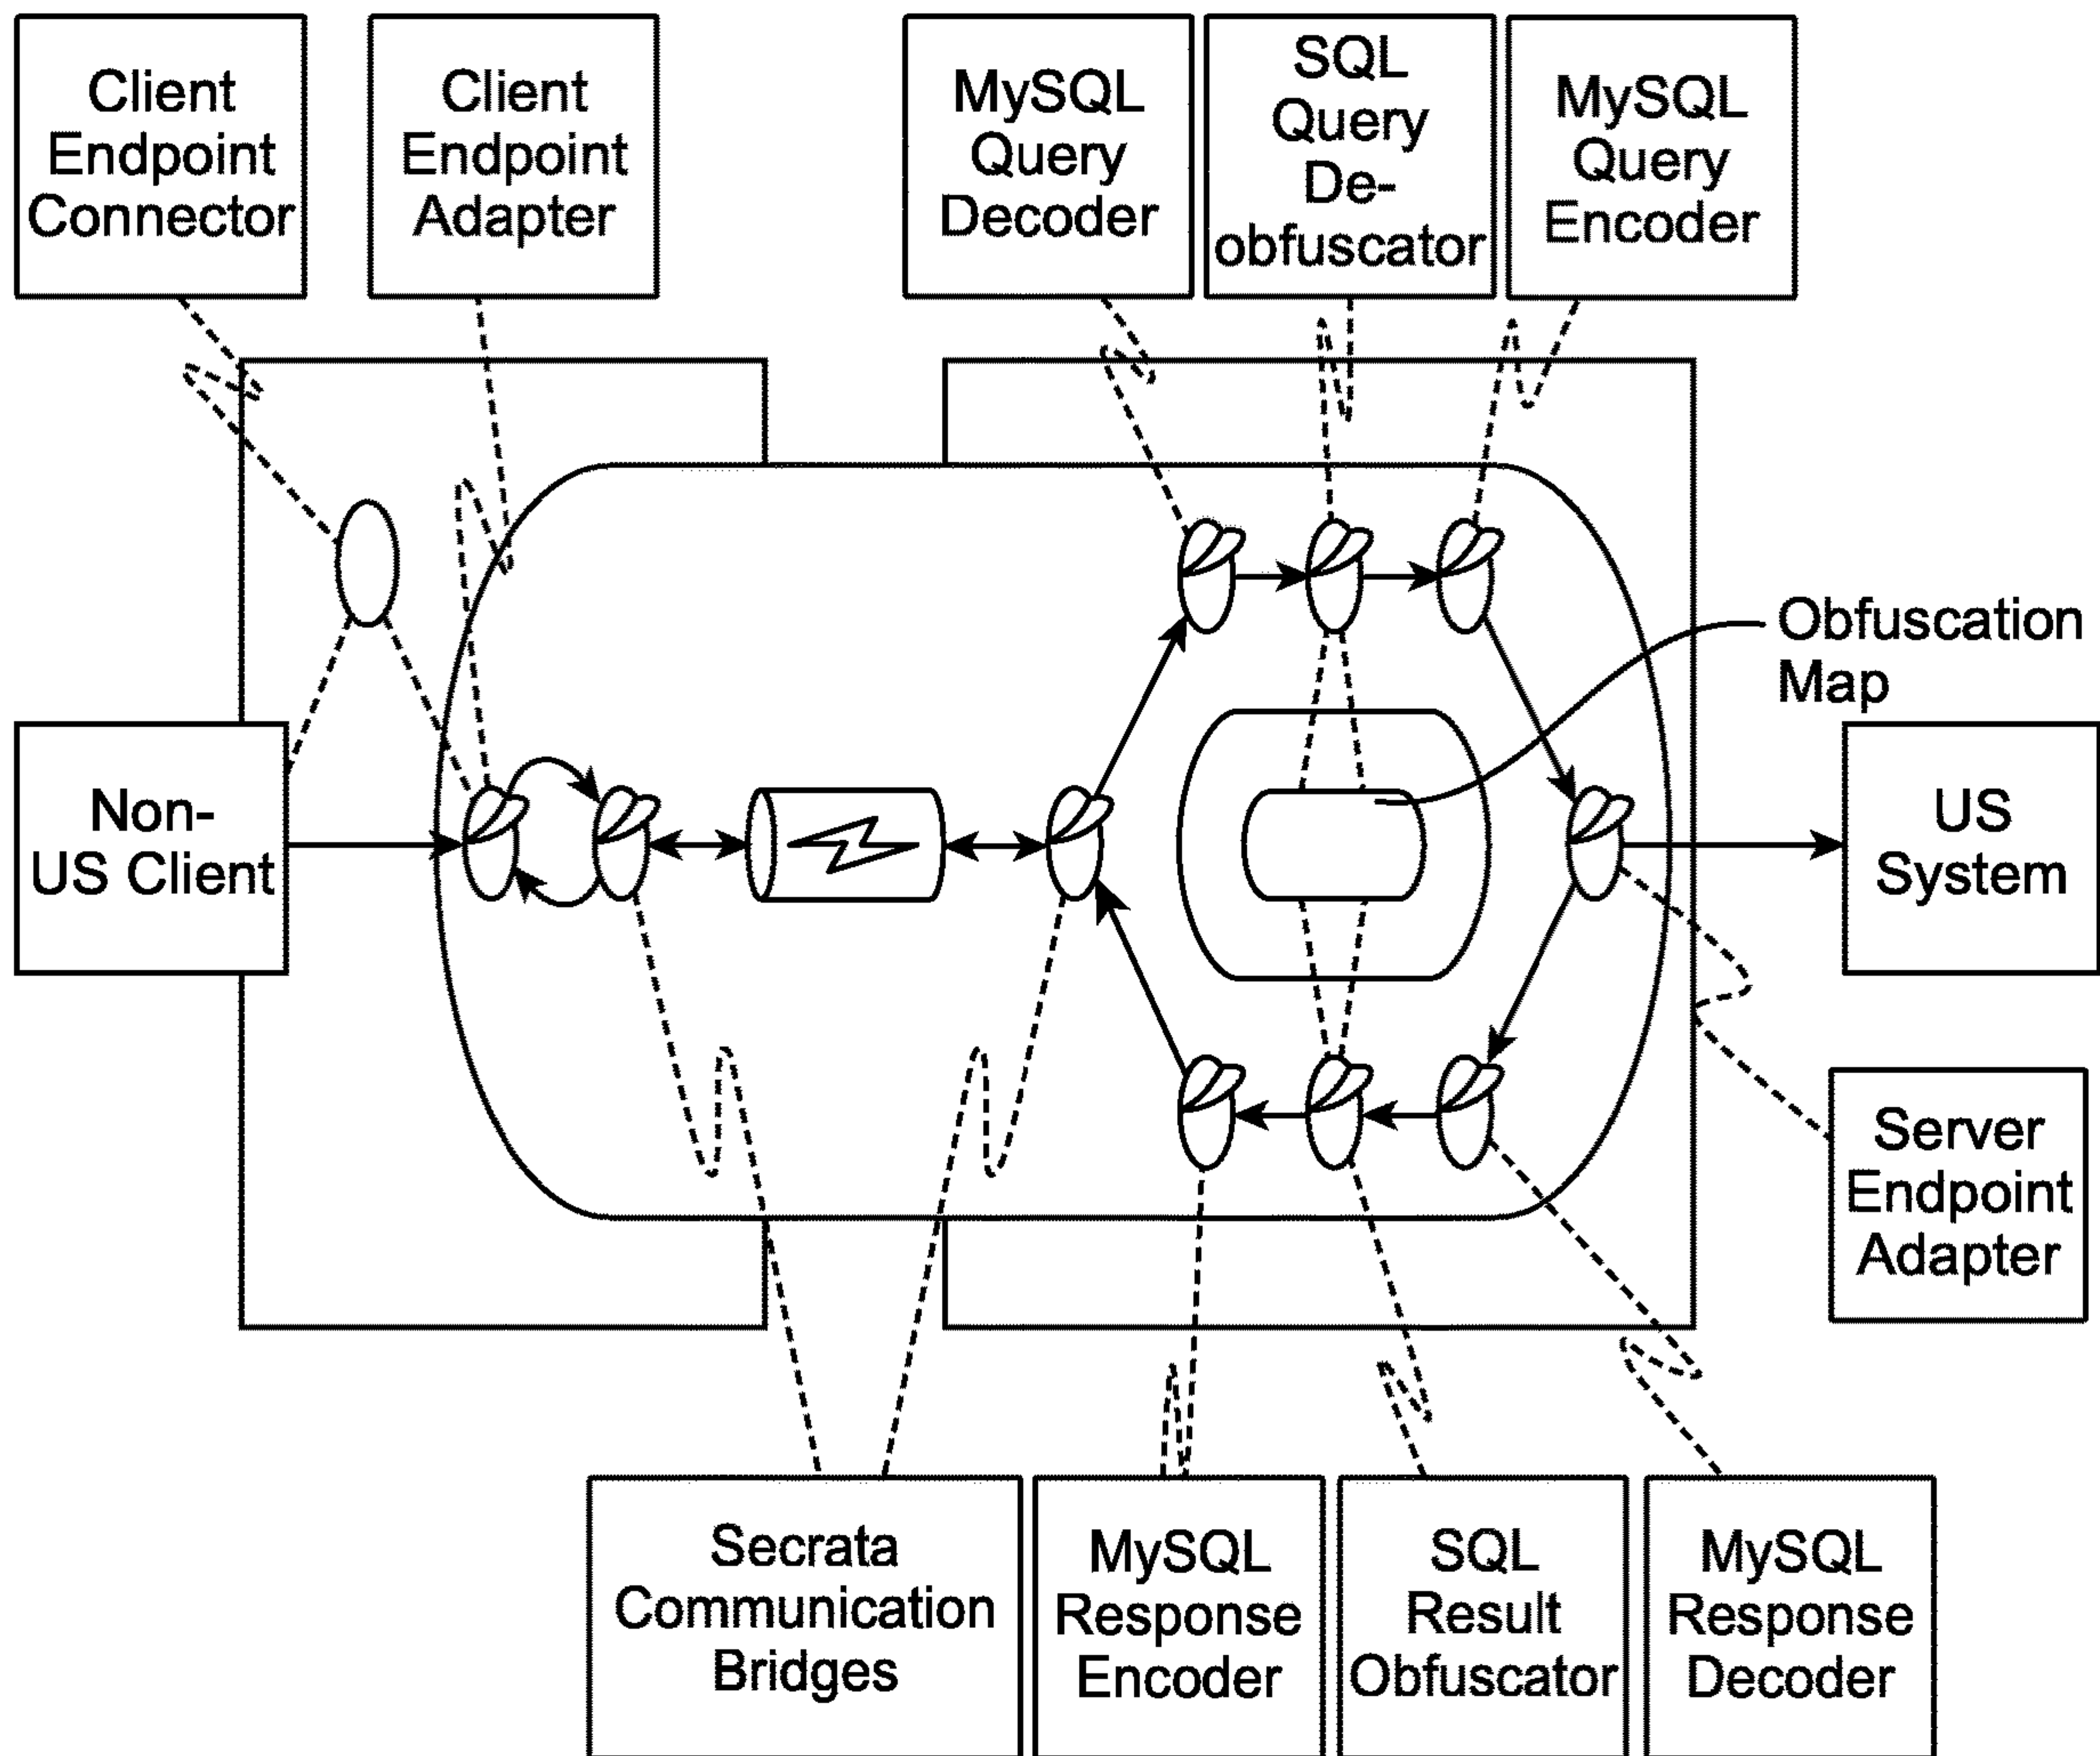 Client
Endpoint
Connector
Client
Endpoint
Adapter
MySQL
Query
Decoder
SQL
Query
De-
obfuscator
MySQL
Query
Encoder
Obfuscation
Map
Non-
US Client
US
System
Server
Endpoint
Adapter
Secrata
Communication
Bridges
MySQL
Response
Encoder
SQL
Result
Obfuscator
MySQL
Response
Decoder